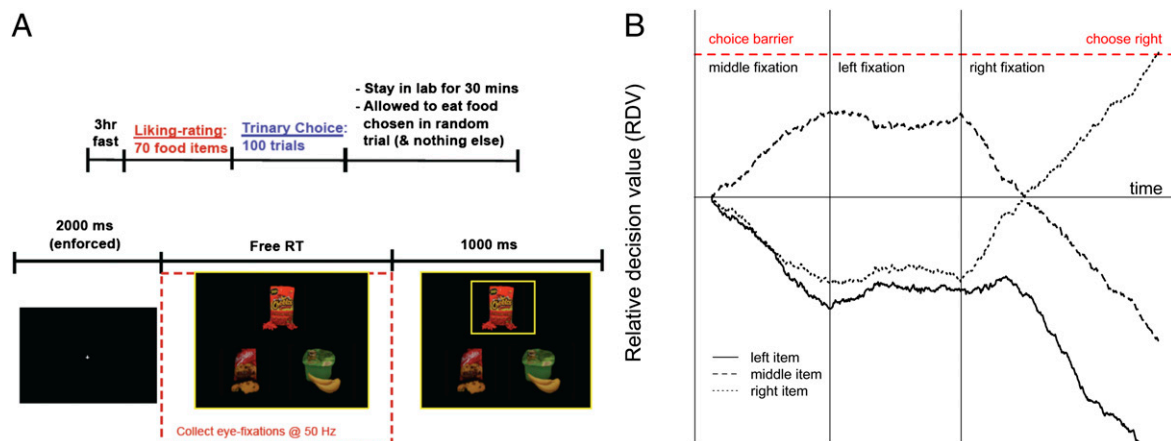 A
3hr
fast
Liking-rating:
70 food items
Trinary Choice:
100 trials
- Stay in lab for 30 mins
- Allowed to eat food
chosen in random
trial (& nothing else)
2000 ms
(enforced)
Free RT
1000 ms
Collect eye-fixations @ 50 Hz
B
Relative decision value (RDV)
choice barrier
choose right
middle fixation
left fixation
right fixation
time
left item
middle item
right item